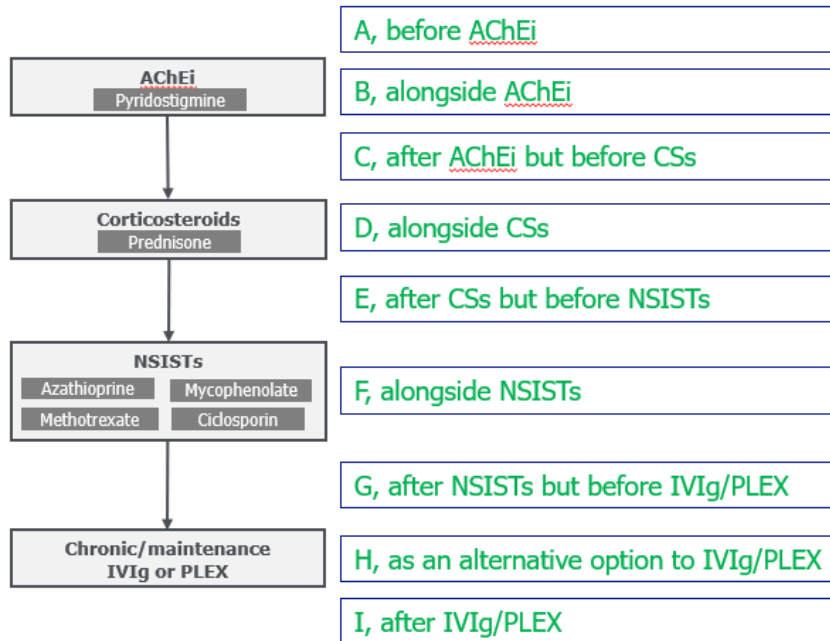 A, before AChEi
AChEi
Pyridostigmine
B, alongside AChEi
C, after AChEi but before CSs
Corticosteroids
Prednisone
D, alongside CSs
E, after CSs but before NSISTs
NSISTs
Azathioprine Mycophenolate
Methotrexate Ciclosporin
F, alongside NSISTs
G, after NSISTs but before IVIg/PLEX
Chronic/maintenance
IVIg or PLEX
H, as an alternative option to IVIg/PLEX
I, after IVIg/PLEX